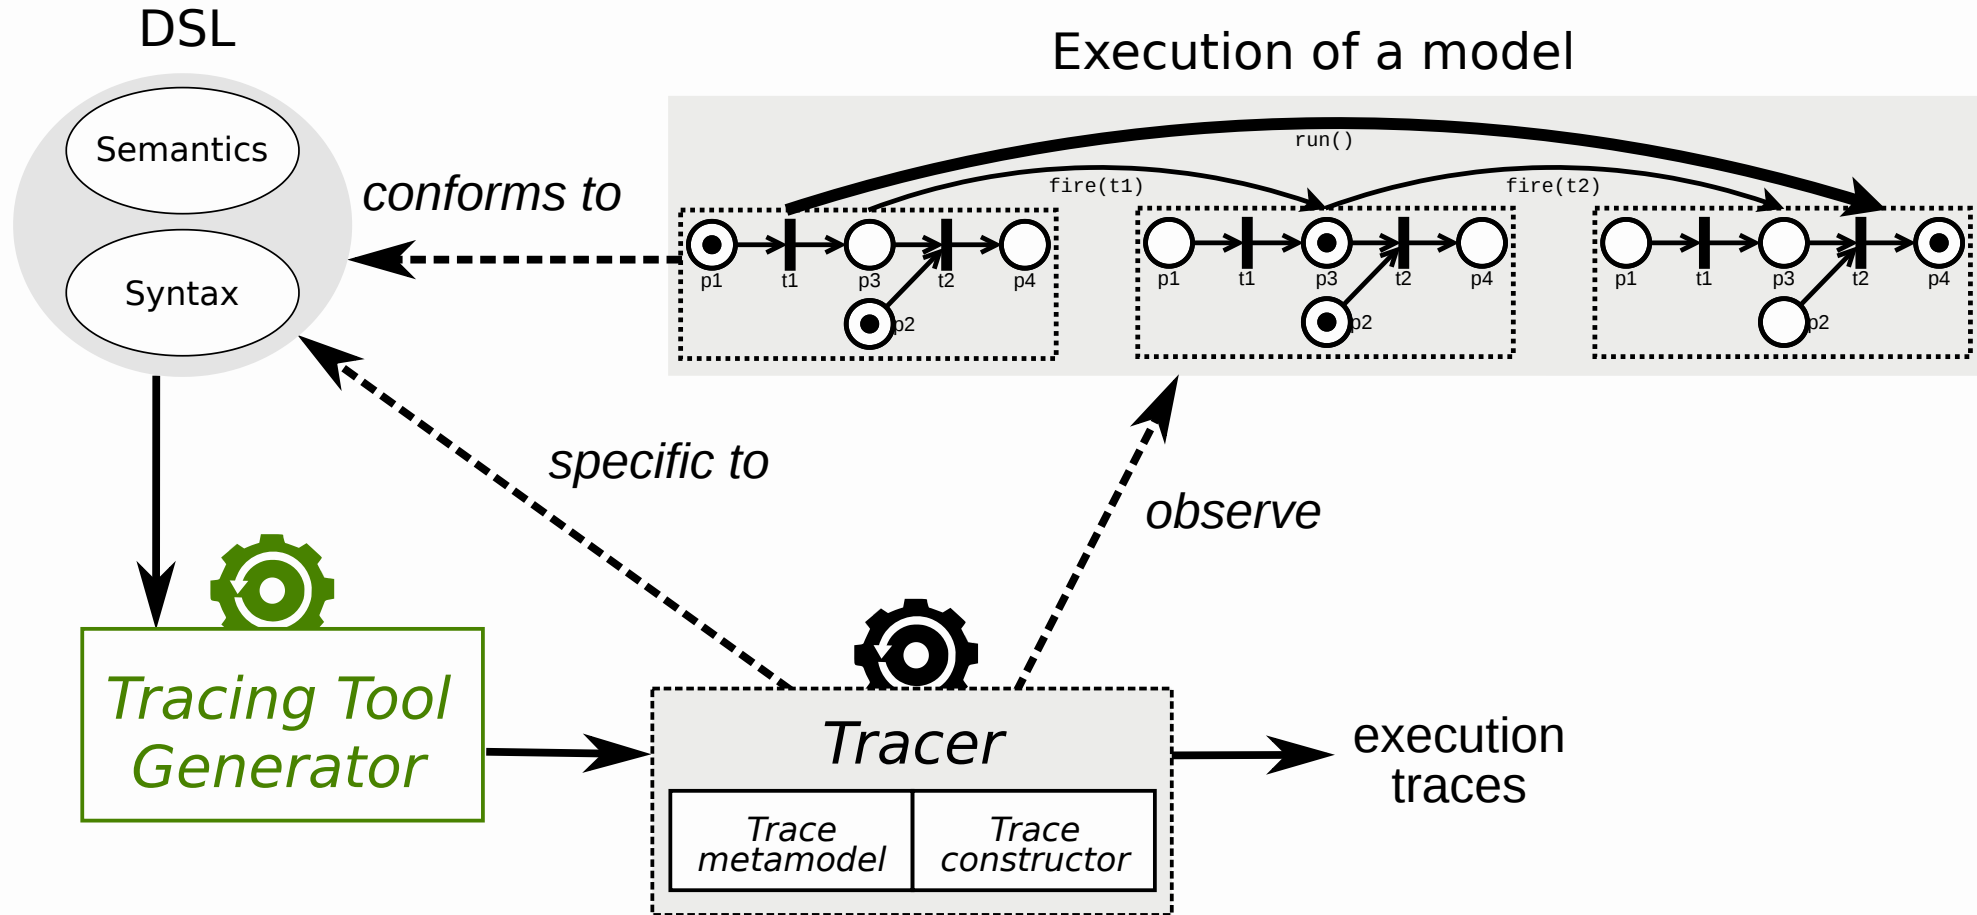 DSL
Execution of a model
Semantics
Syntax
conforms to
run()
fire(t1)
fire(t2)
p1
t1
p3
t2
p4
p2
p1
t1
p3
t2
p4
p2
p1
t1
p3
t2
p4
p2
specific to
observe
Tracing Tool
Generator
Tracer
Trace
metamodel
Trace
constructor
execution
traces